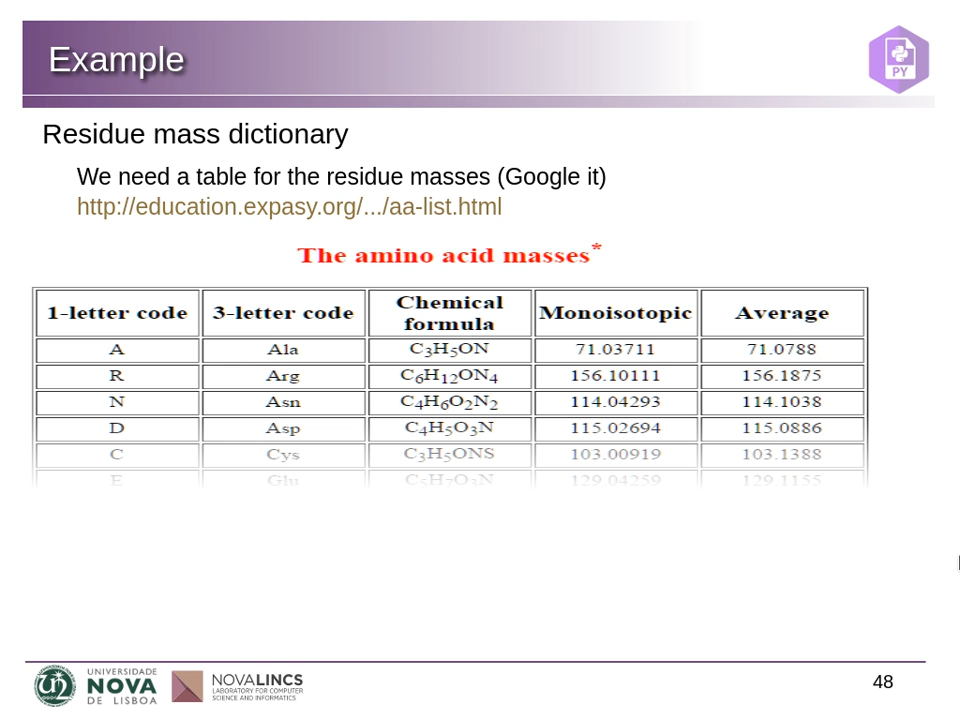 Example
PY
Residue mass dictionary
We need a table for the residue masses (Google it)
http://education.expasy.org/.../aa-list.html
The amino acid masses*
1-letter code 3-letter code Chemical formula Monoisotopic Average
A Ala C3H5ON 71.03711 71.0788
R Arg C6H12ON4 156.10111 156.1875
N Asn C4H6O2N2 114.04293 114.1038
D Asp C4H5O3N 115.02694 115.0886
C Cys C3H5ONS 103.00919 103.1388
E Glu C5H7O3N 129.04259 129.1155
UNIVERSIDADE
NOVA
DE LISBOA
NOVALINCS
LABORATORY FOR COMPUTER
SCIENCE AND INFORMATICS
48